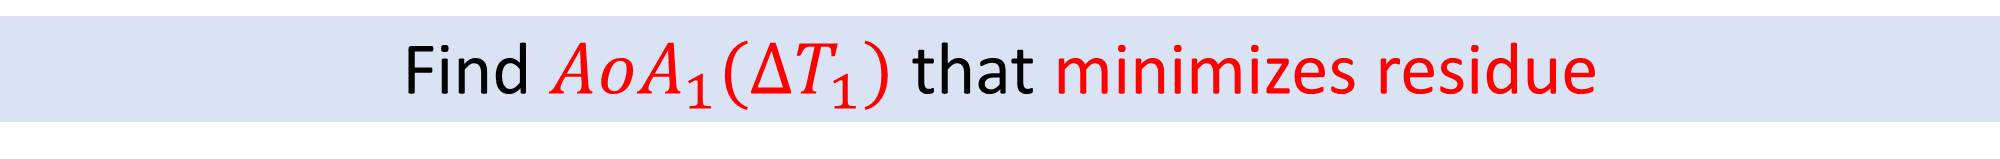 Find 𝐴𝑜𝐴₁(Δ𝑇₁) that minimizes residue